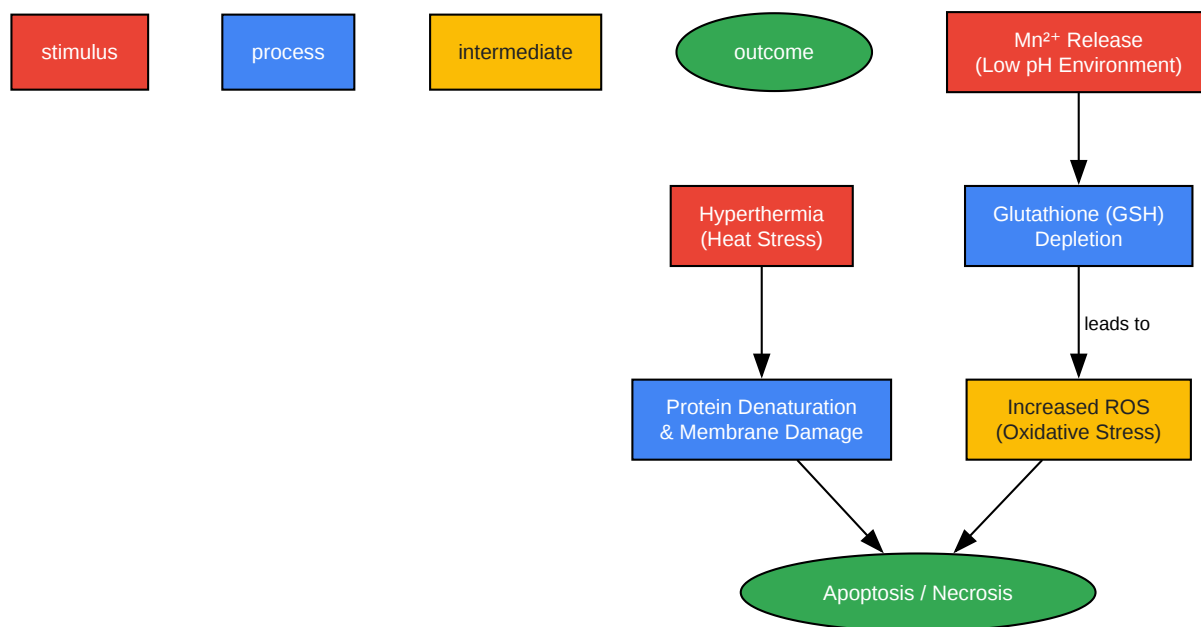 stimulus
process
intermediate
outcome
Mn²⁺ Release
(Low pH Environment)
Hyperthermia
(Heat Stress)
Glutathione (GSH)
Depletion
leads to
Protein Denaturation
& Membrane Damage
Increased ROS
(Oxidative Stress)
Apoptosis / Necrosis